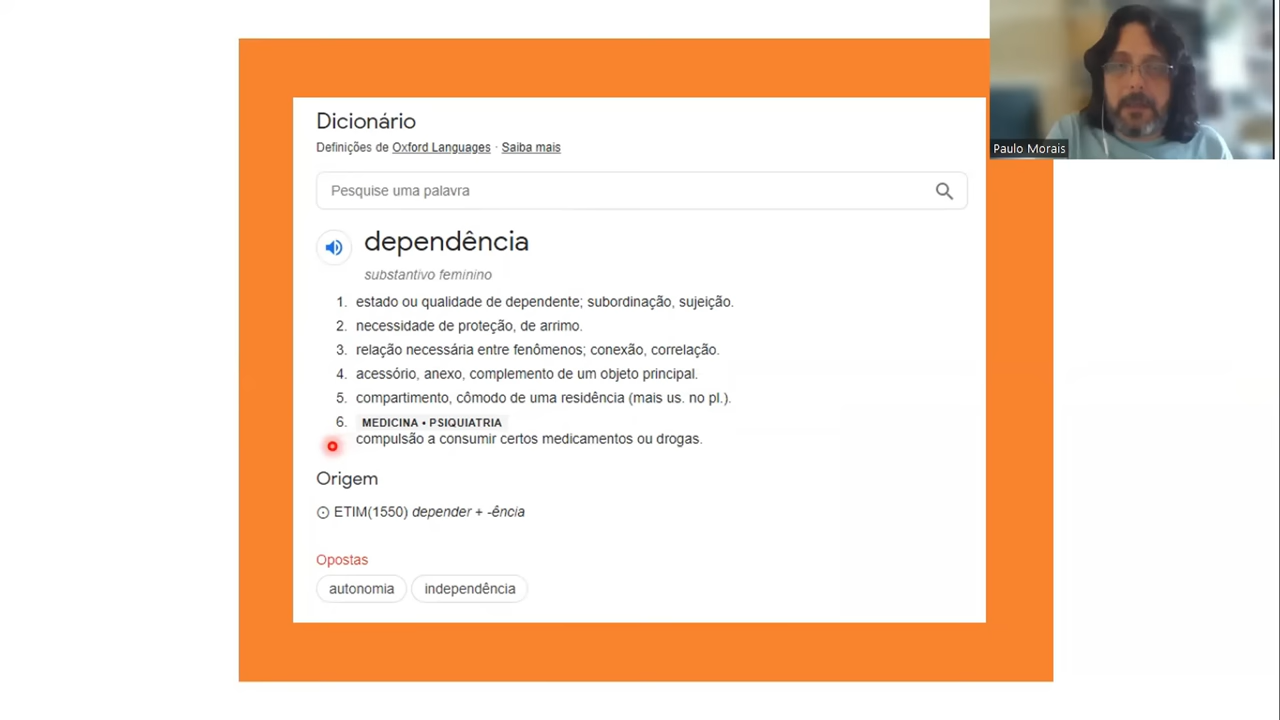 Dicionário
Definições de Oxford Languages · Saiba mais
Pesquise uma palavra
dependência
substantivo feminino
1. estado ou qualidade de dependente; subordinação, sujeição.
2. necessidade de proteção, de arrimo.
3. relação necessária entre fenômenos; conexão, correlação.
4. acessório, anexo, complemento de um objeto principal.
5. compartimento, cômodo de uma residência (mais us. no pl.).
6. MEDICINA • PSIQUIATRIA
compulsão a consumir certos medicamentos ou drogas.
Origem
ETIM(1550) depender + -ência
Opostas
autonomia independência
Paulo Morais